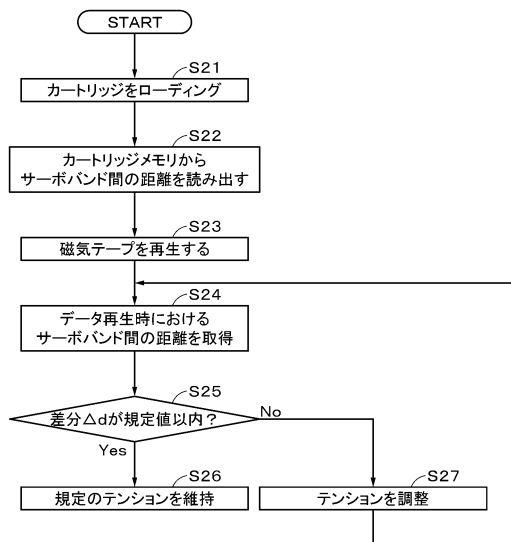 START
S21
カートリッジをローディング
S22
カートリッジメモリから
サーボバンド間の距離を読み出す
S23
磁気テープを再生する
S24
データ再生時における
サーボバンド間の距離を取得
S25
差分△dが規定値以内？
No
Yes
S26
規定のテンションを維持
S27
テンションを調整